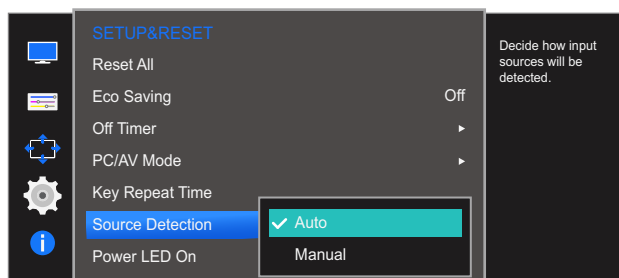 SETUP&RESET
Reset All
Eco Saving Off
Off Timer
PC/AV Mode
Key Repeat Time
Source Detection Auto
Power LED On Manual
Decide how input
sources will be
detected.